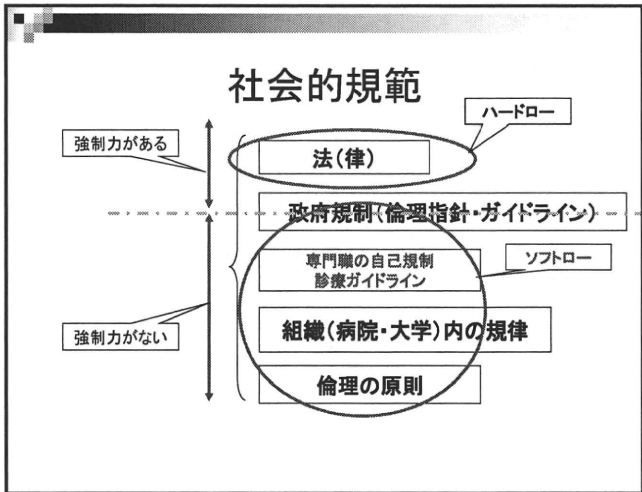 社会的規範
ハードロー
強制力がある
法(律)
政府規制(倫理指針・ガイドライン)
専門職の自己規制
診療ガイドライン
ソフトロー
組織(病院・大学)内の規律
強制力がない
倫理の原則